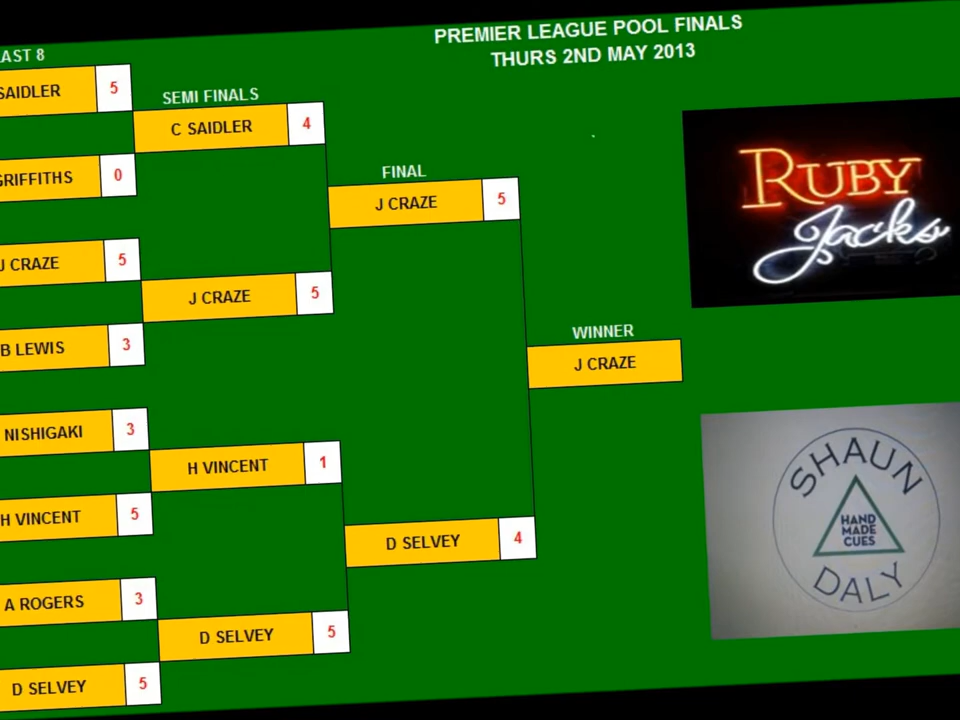 PREMIER LEAGUE POOL FINALS
THURS 2ND MAY 2013
LAST 8
SAIDLER 5
GRIFFITHS 0
J CRAZE 5
B LEWIS 3
NISHIGAKI 3
H VINCENT 5
A ROGERS 3
D SELVEY 5
SEMI FINALS
C SAIDLER 4
J CRAZE 5
H VINCENT 1
D SELVEY 5
FINAL
J CRAZE 5
D SELVEY 4
WINNER
J CRAZE
RUBY
Jacks
SHAUN
HAND
MADE
CUES
DALY